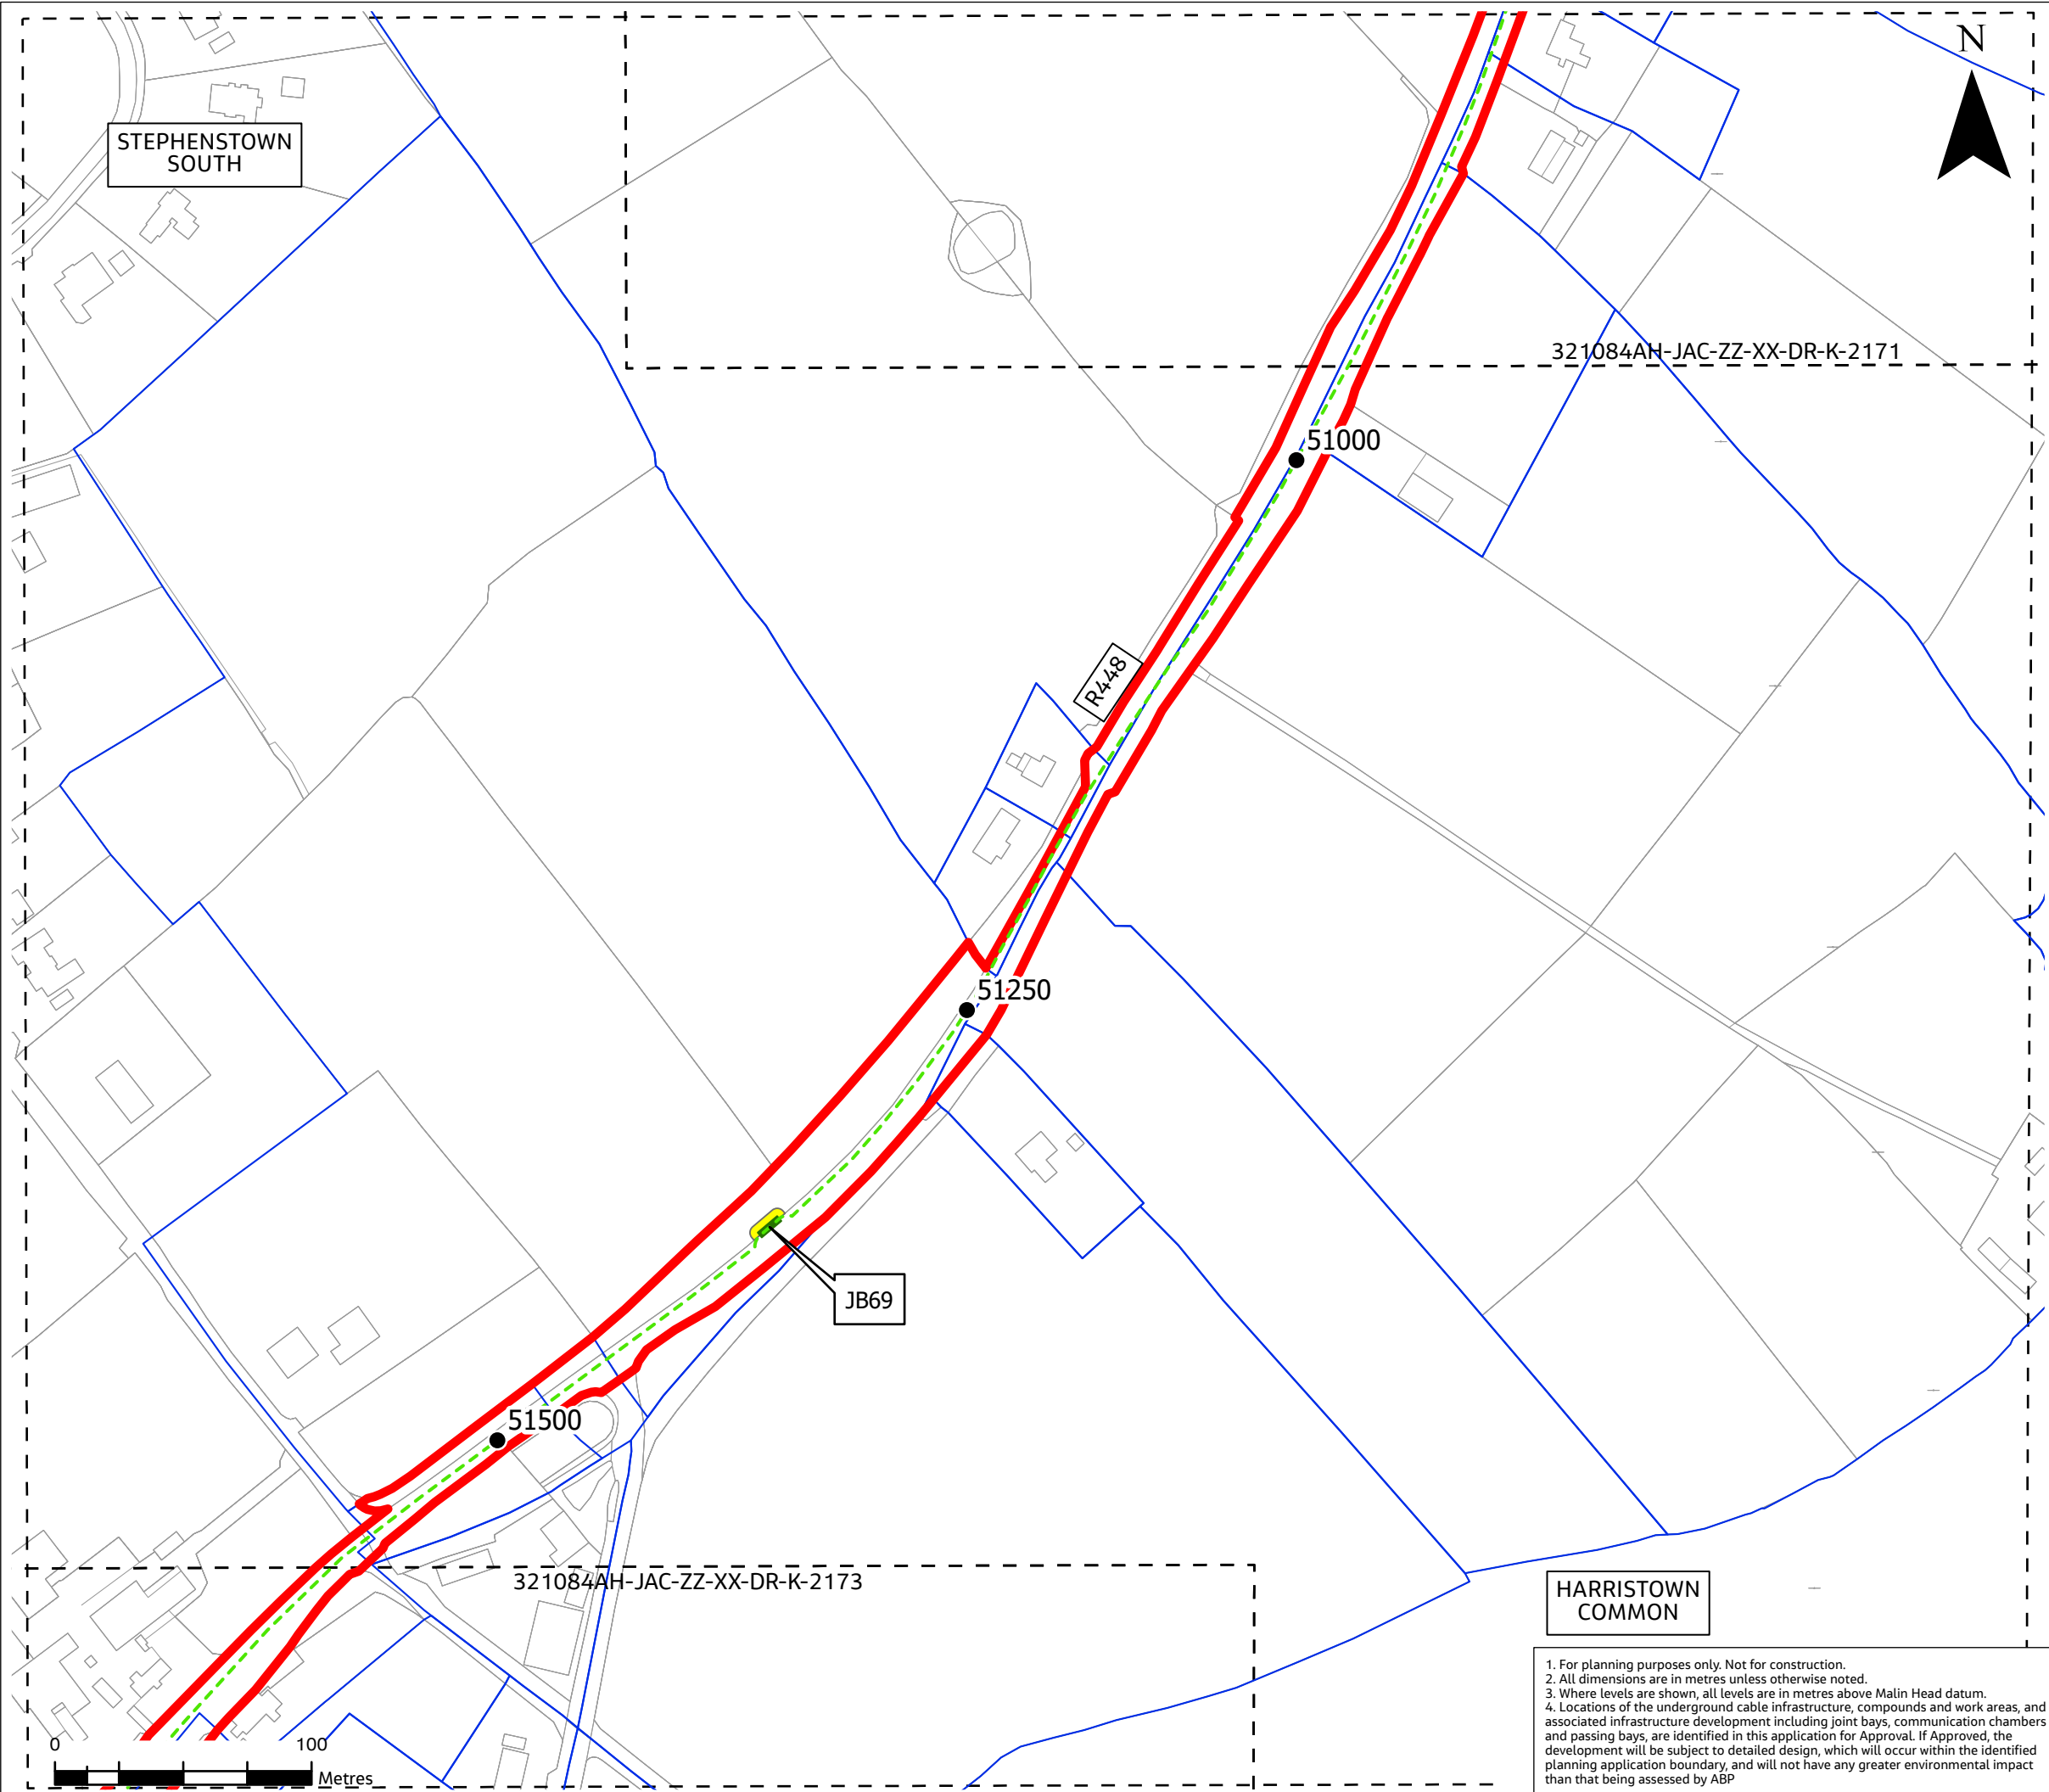 N
STEPHENSTOWN
SOUTH
321084AH-JAC-ZZ-XX-DR-K-2171
51000
R448
51250
JB69
51500
321084AH-JAC-ZZ-XX-DR-K-2173
HARRISTOWN
COMMON
1. For planning purposes only. Not for construction.
2. All dimensions are in metres unless otherwise noted.
3. Where levels are shown, all levels are in metres above Malin Head datum.
4. Locations of the underground cable infrastructure, compounds and work areas, and
associated infrastructure development including joint bays, communication chambers
and passing bays, are identified in this application for Approval. If Approved, the
development will be subject to detailed design, which will occur within the identified
planning application boundary, and will not have any greater environmental impact
than that being assessed by ABP
0 100
Metres